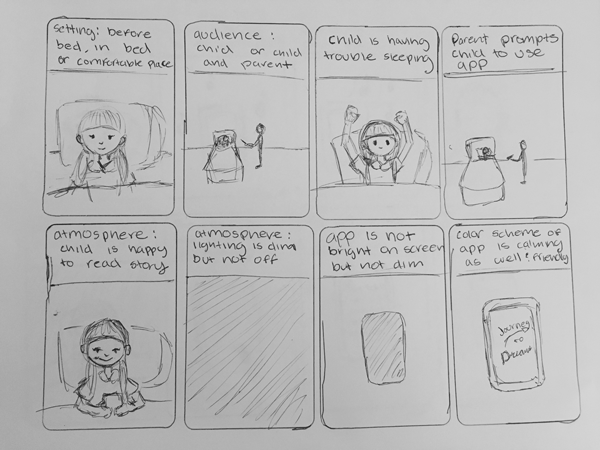 setting: before
bed, in bed
or comfortable place
audience:
child or child
and parent
child is having
trouble sleeping
Parent prompts
child to use
app
atmosphere:
child is happy
to read story
atmosphere:
lighting is dim
but not off
app is not
bright on screen
but not dim
color scheme of
app is calming
as well & friendly
Journey
to
Dreamland